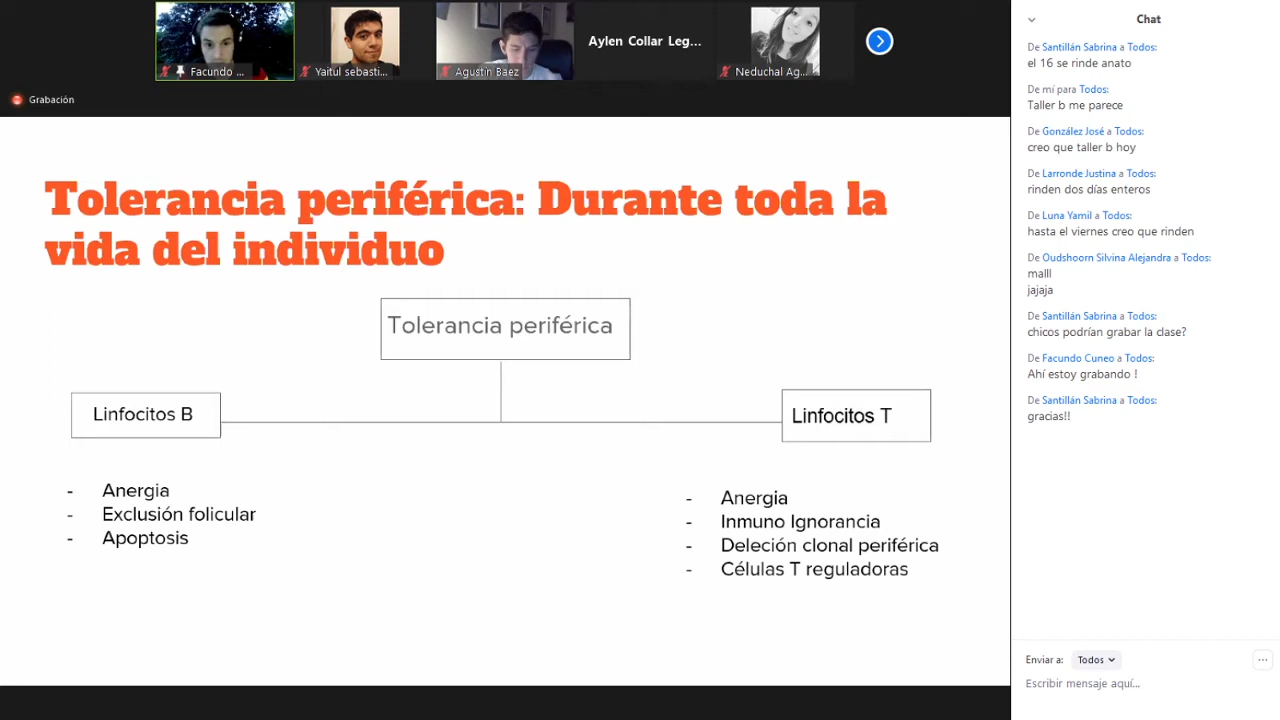 Facundo ...
Yaitul sebasti...
Agustín Baez
Aylen Collar Leg...
Neduchal Ag...
Grabación
Tolerancia periférica: Durante toda la
vida del individuo
Tolerancia periférica
Linfocitos B
Linfocitos T
- Anergia
- Exclusión folicular
- Apoptosis
- Anergia
- Inmuno Ignorancia
- Deleción clonal periférica
- Células T reguladoras
Chat
De Santillán Sabrina a Todos:
el 16 se rinde anato
De mí para Todos:
Taller b me parece
De González José a Todos:
creo que taller b hoy
De Larronde Justina a Todos:
rinden dos días enteros
De Luna Yamil a Todos:
hasta el viernes creo que rinden
De Oudshoorn Silvina Alejandra a Todos:
malll
jajaja
De Santillán Sabrina a Todos:
chicos podrían grabar la clase?
De Facundo Cuneo a Todos:
Ahí estoy grabando !
De Santillán Sabrina a Todos:
gracias!!
Enviar a: Todos
Escribir mensaje aquí...